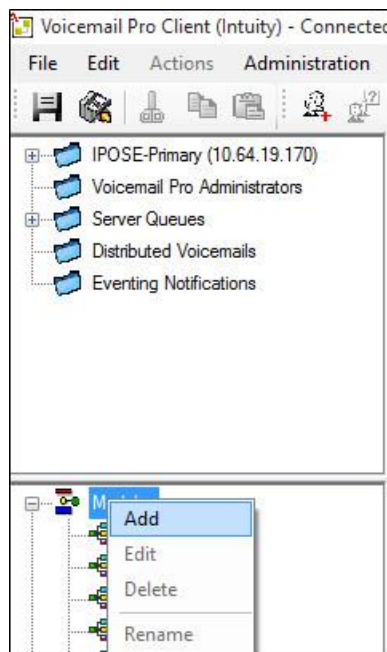 Voicemail Pro Client (Intuity) - Connected
File Edit Actions Administration
IPOSE-Primary (10.64.19.170)
Voicemail Pro Administrators
Server Queues
Distributed Voicemails
Eventing Notifications
Add
Edit
Delete
Rename